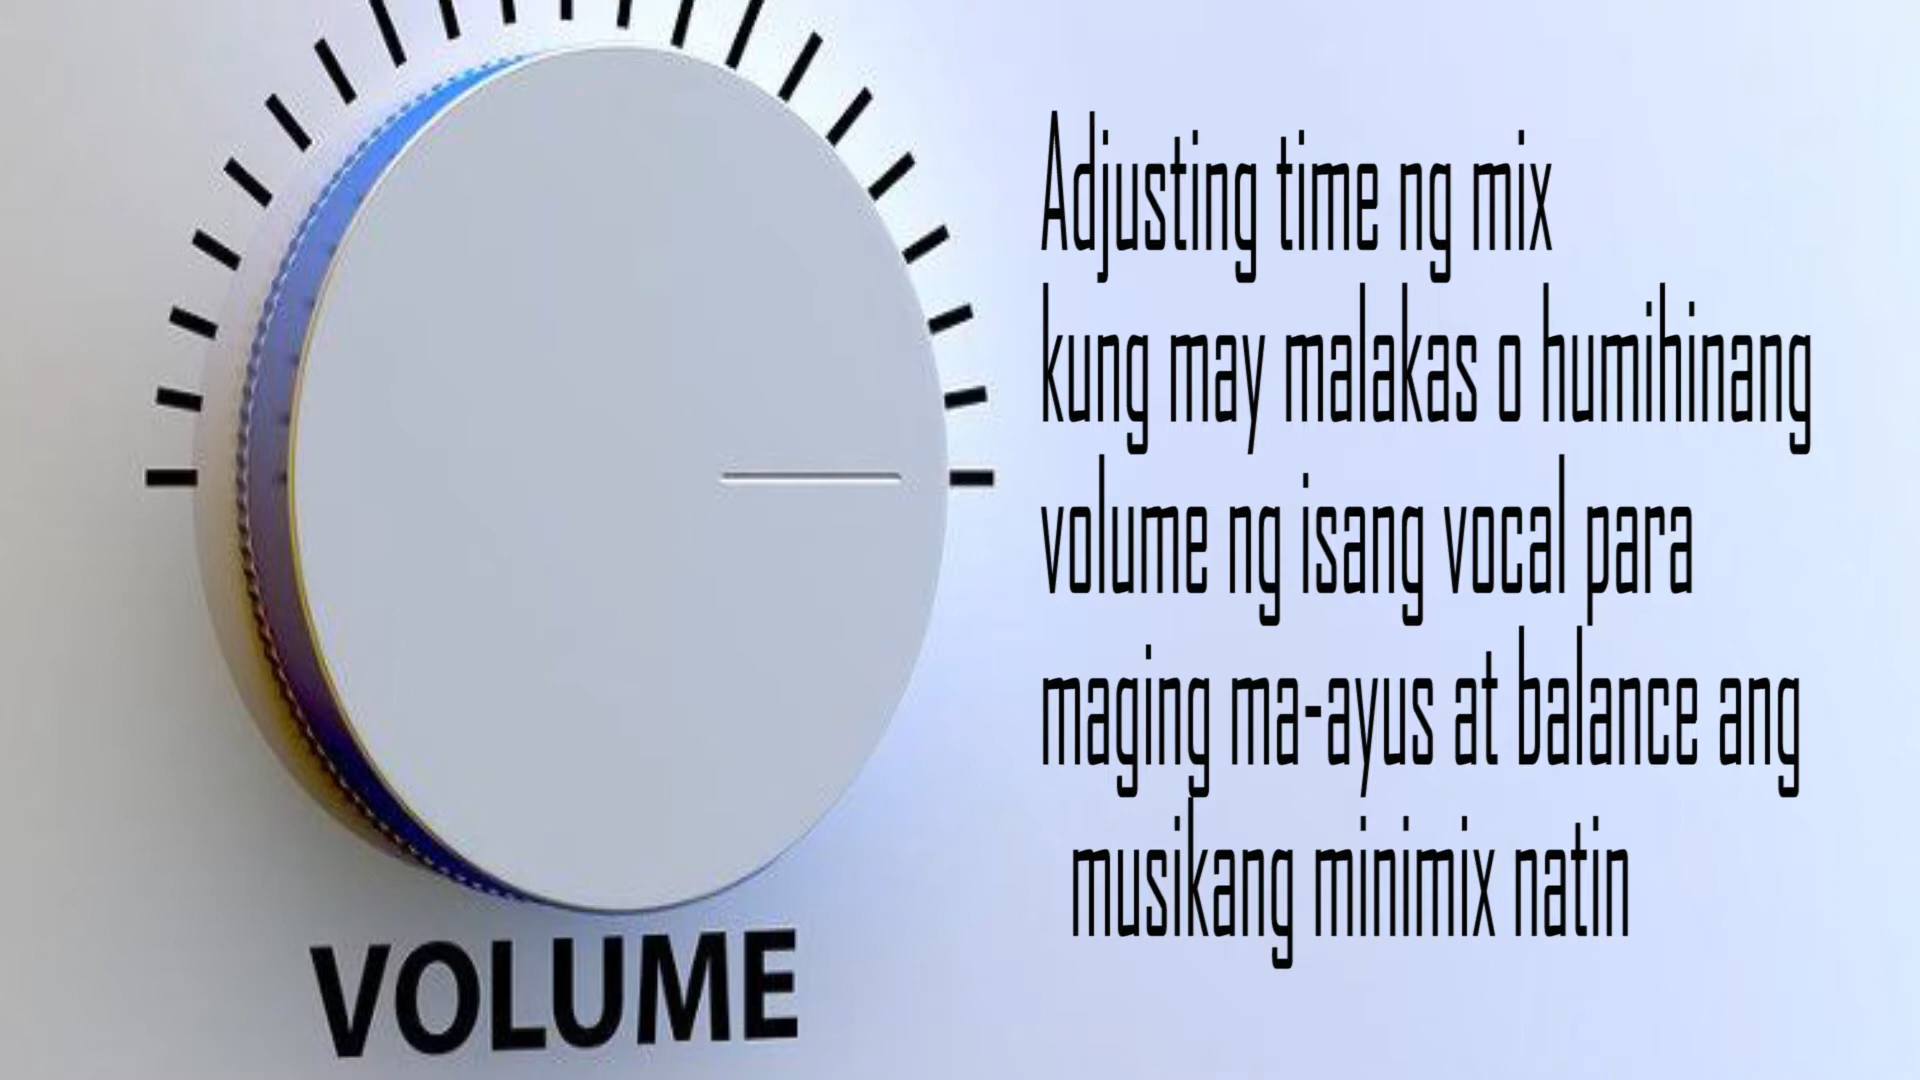 Adjusting time ng mix
kung may malakas o humihinang
volume ng isang vocal para
maging ma-ayus at balance ang
musikang minimix natin
VOLUME